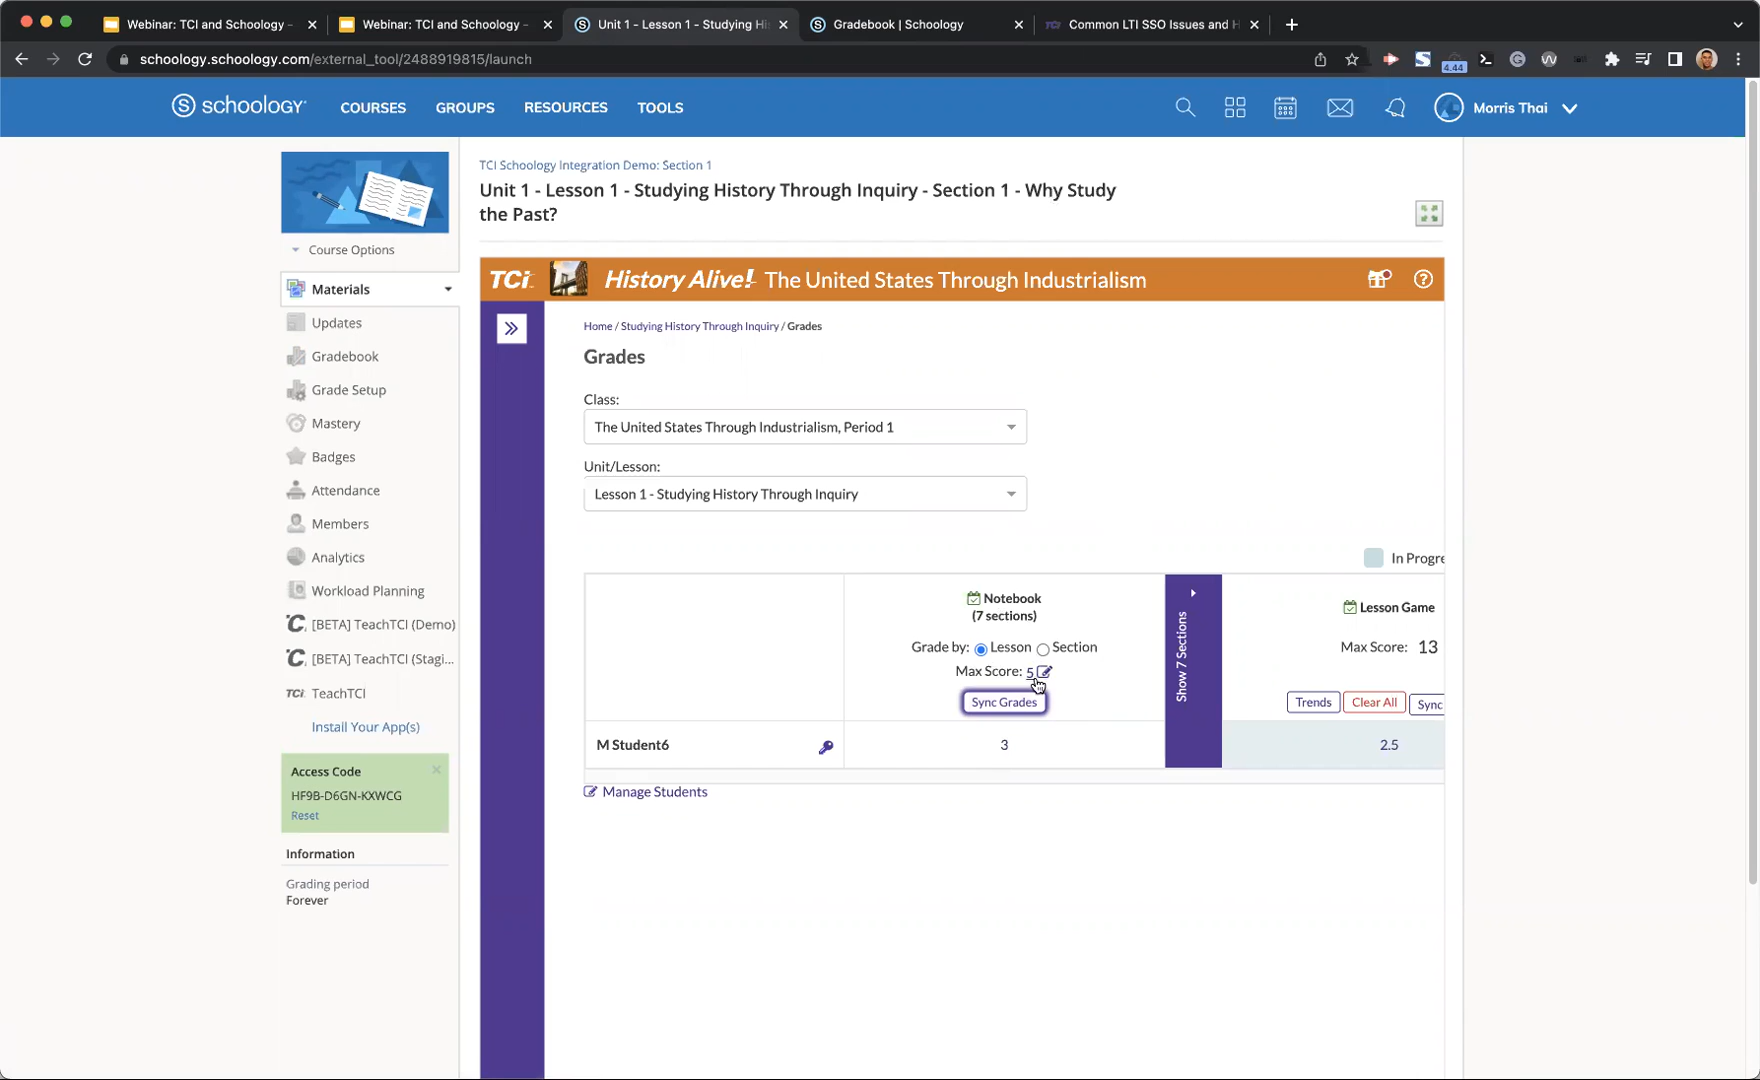 Webinar: TCI and Schoology -
Webinar: TCI and Schoology -
Unit 1 - Lesson 1 - Studying Hi
Gradebook | Schoology
Common LTI SSO Issues and H
schoology.schoology.com/external_tool/2488919815/launch
4.44
schoology
COURSES
GROUPS
RESOURCES
TOOLS
Morris Thai
TCI Schoology Integration Demo: Section 1
Unit 1 - Lesson 1 - Studying History Through Inquiry - Section 1 - Why Study
the Past?
Course Options
Materials
Updates
Gradebook
Grade Setup
Mastery
Badges
Attendance
Members
Analytics
Workload Planning
[BETA] TeachTCI (Demo)
[BETA] TeachTCI (Stagi...
TCi TeachTCI
Install Your App(s)
Access Code
HF9B-D6GN-KXWCG
Reset
Information
Grading period
Forever
TCi
History Alive! The United States Through Industrialism
Home / Studying History Through Inquiry / Grades
Grades
Class:
The United States Through Industrialism, Period 1
Unit/Lesson:
Lesson 1 - Studying History Through Inquiry
In Progre
Notebook
(7 sections)
Grade by: Lesson Section
Max Score: 5
Sync Grades
Show 7 Sections
Lesson Game
Max Score: 13
Trends
Clear All
Sync
M Student6
3
2.5
Manage Students